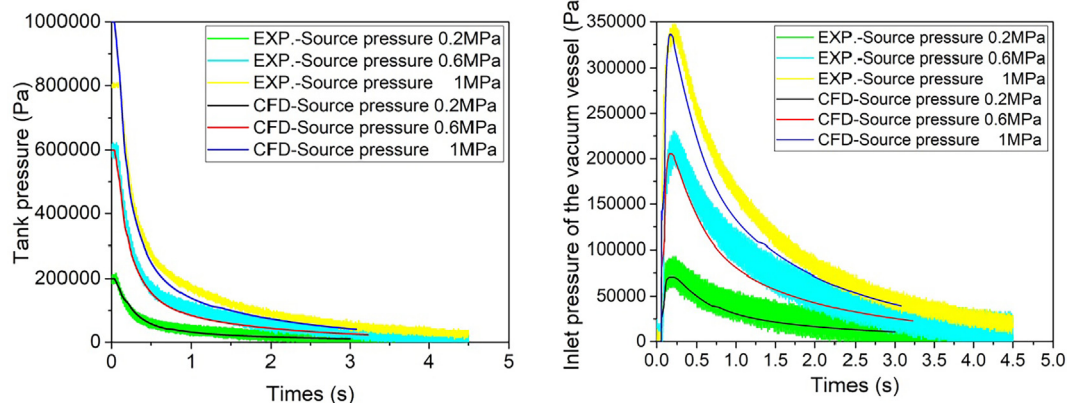 1000000
800000
600000
400000
200000
0
Tank pressure (Pa)
EXP.-Source pressure 0.2MPa
EXP.-Source pressure 0.6MPa
EXP.-Source pressure 1MPa
CFD-Source pressure 0.2MPa
CFD-Source pressure 0.6MPa
CFD-Source pressure 1MPa
0 1 2 3 4 5
Times (s)
350000
300000
250000
200000
150000
100000
50000
0
Inlet pressure of the vacuum vessel (Pa
EXP.-Source pressure 0.2MPa
EXP.-Source pressure 0.6MPa
EXP.-Source pressure 1MPa
CFD-Source pressure 0.2MPa
CFD-Source pressure 0.6MPa
CFD-Source pressure 1MPa
0.0 0.5 1.0 1.5 2.0 2.5 3.0 3.5 4.0 4.5 5.0
Times (s)